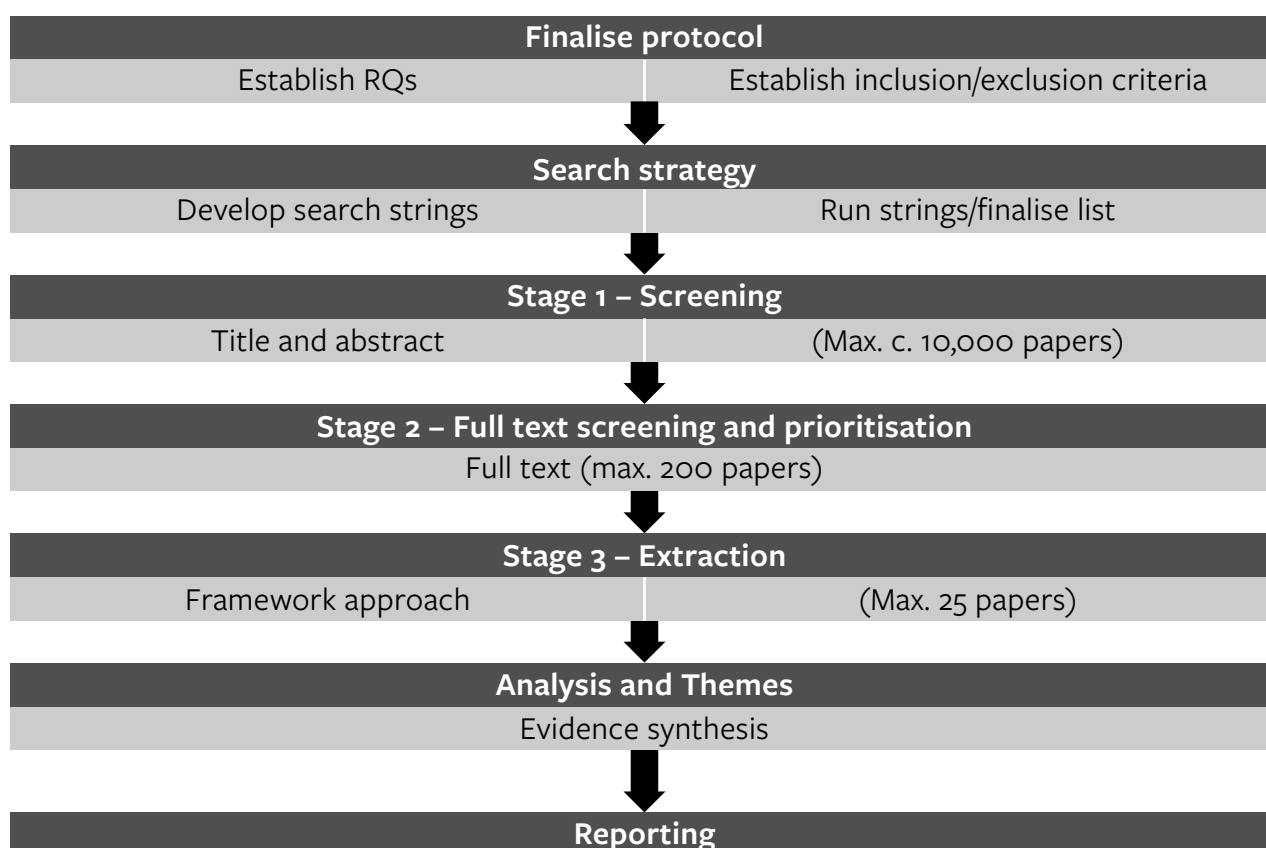 Finalise protocol
Establish RQs
Establish inclusion/exclusion criteria
Search strategy
Develop search strings
Run strings/finalise list
Stage 1 – Screening
Title and abstract
(Max. c. 10,000 papers)
Stage 2 – Full text screening and prioritisation
Full text (max. 200 papers)
Stage 3 – Extraction
Framework approach
(Max. 25 papers)
Analysis and Themes
Evidence synthesis
Reporting